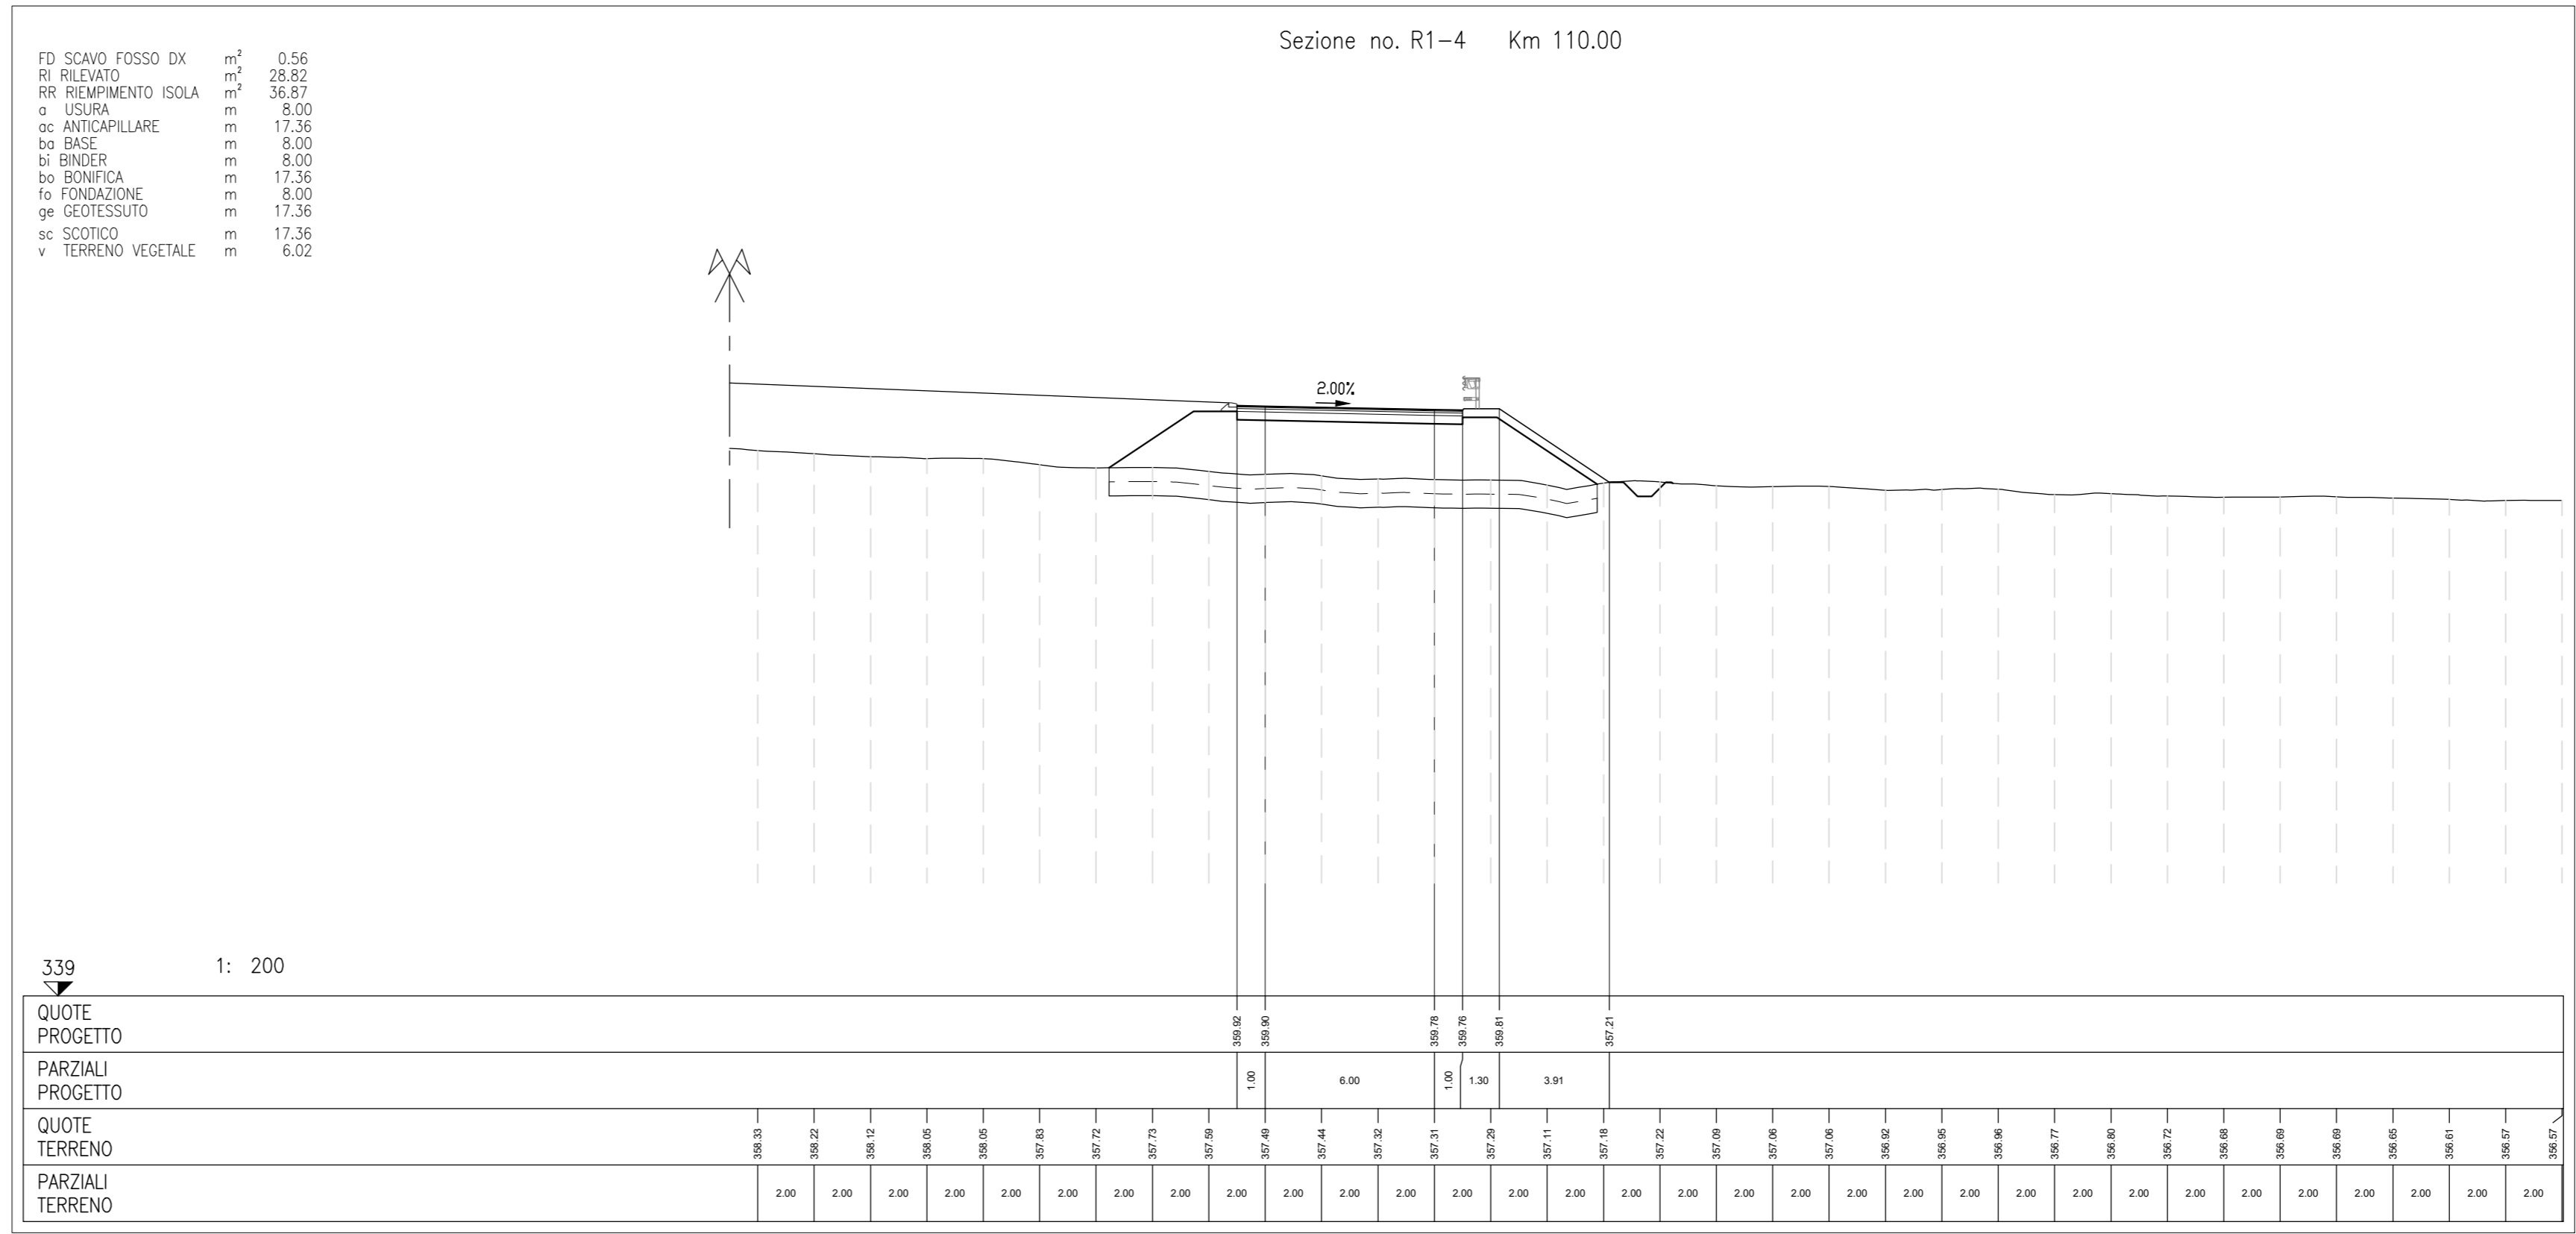 Sezione no. R1-4 Km 110.00
FD SCAVO FOSSO DX m² 0.56
RI RILEVATO m² 28.82
RR RIEMPIMENTO ISOLA m² 36.87
a USURA m 8.00
ac ANTICAPILLARE m 17.36
ba BASE m 8.00
bi BINDER m 8.00
bo BONIFICA m 17.36
fo FONDAZIONE m 8.00
ge GEOTESSUTO m 17.36
sc SCOTICO m 17.36
v TERRENO VEGETALE m 6.02
2.00%
339 1: 200
QUOTE
PROGETTO
359.92 359.90 359.78 359.76 359.81 357.21
PARZIALI
PROGETTO
1.00 6.00 1.00 1.30 3.91
QUOTE
TERRENO
358.33 358.22 358.12 358.05 358.05 357.83 357.72 357.73 357.59 357.49 357.44 357.32 357.31 357.29 357.11 357.18 357.22 357.09 357.06 357.06 356.92 356.95 356.96 356.77 356.80 356.72 356.68 356.69 356.69 356.65 356.61 356.57 356.57
PARZIALI
TERRENO
2.00 2.00 2.00 2.00 2.00 2.00 2.00 2.00 2.00 2.00 2.00 2.00 2.00 2.00 2.00 2.00 2.00 2.00 2.00 2.00 2.00 2.00 2.00 2.00 2.00 2.00 2.00 2.00 2.00 2.00 2.00 2.00